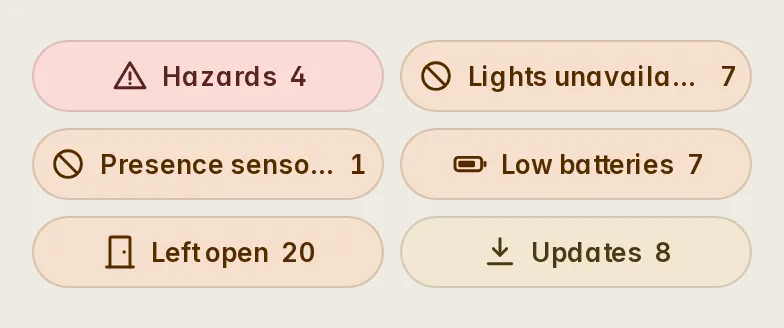 Hazards 4
Lights unavaila... 7
Presence senso... 1
Low batteries 7
Left open 20
Updates 8